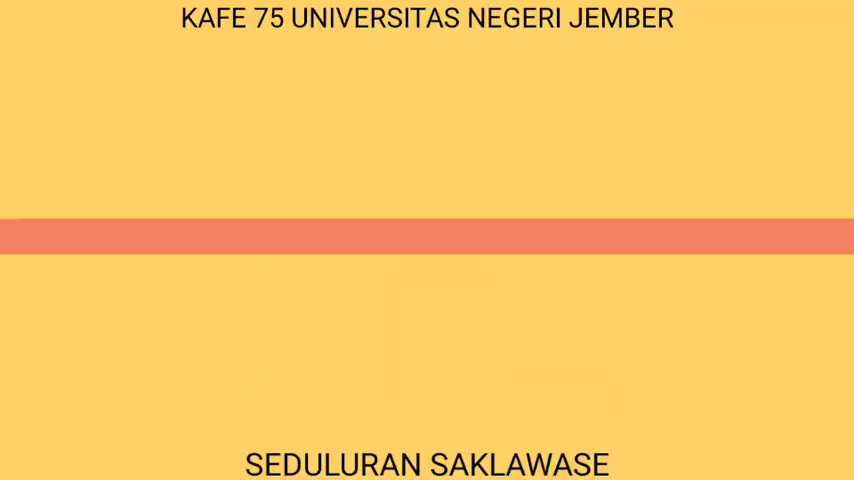 KAFE 75 UNIVERSITAS NEGERI JEMBER
SEDULURAN SAKLAWASE